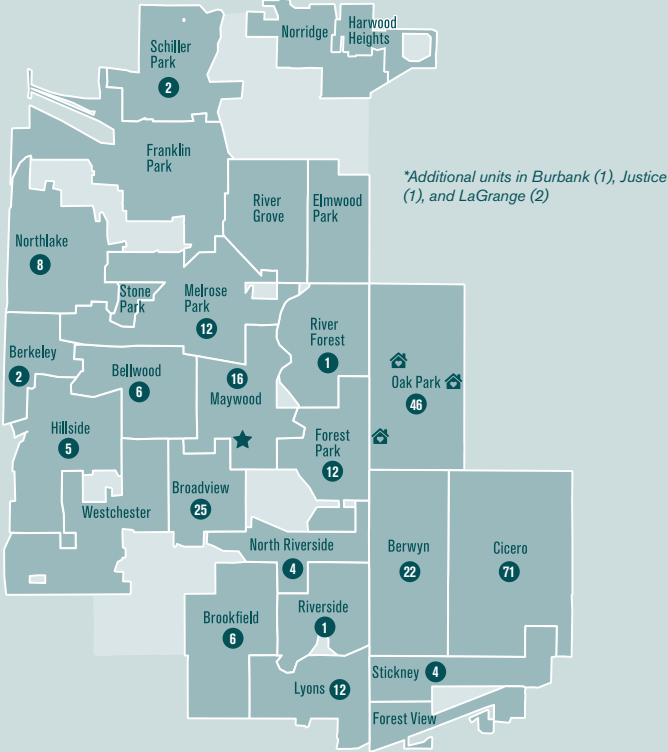 Norridge
Harwood
Heights
Schiller
Park
2
Franklin
Park
*Additional units in Burbank (1), Justice
(1), and LaGrange (2)
River
Grove
Elmwood
Park
Northlake
8
Stone
Park
Melrose
Park
12
River
Forest
1
Berkeley
2
Bellwood
6
16
Maywood
Oak Park
46
Hillside
5
Forest
Park
12
Broadview
25
Westchester
North Riverside
4
Berwyn
22
Cicero
71
Brookfield
6
Riverside
1
Stickney 4
Lyons 12
Forest View